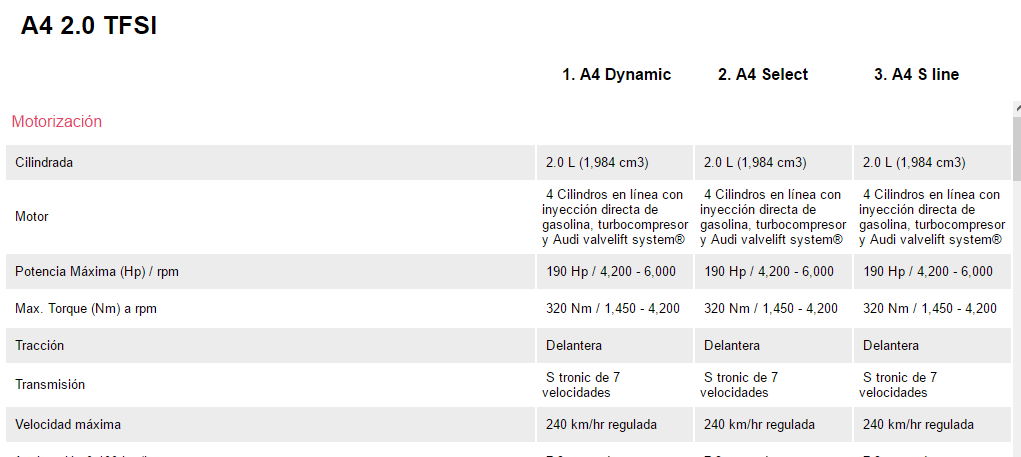 A4 2.0 TFSI
1. A4 Dynamic 2. A4 Select 3. A4 S line
Motorización
Cilindrada 2.0 L (1,984 cm3) 2.0 L (1,984 cm3) 2.0 L (1,984 cm3)
4 Cilindros en línea con 4 Cilindros en línea con 4 Cilindros en línea con
inyección directa de inyección directa de inyección directa de
Motor gasolina, turbocompresor gasolina, turbocompresor gasolina, turbocompresor
y Audi valvelift system® y Audi valvelift system® y Audi valvelift system®
Potencia Máxima (Hp) / rpm 190 Hp / 4,200 - 6,000 190 Hp / 4,200 - 6,000 190 Hp / 4,200 - 6,000
Max. Torque (Nm) a rpm 320 Nm / 1,450 - 4,200 320 Nm / 1,450 - 4,200 320 Nm / 1,450 - 4,200
Tracción Delantera Delantera Delantera
Transmisión S tronic de 7 S tronic de 7 S tronic de 7
velocidades velocidades velocidades
Velocidad máxima 240 km/hr regulada 240 km/hr regulada 240 km/hr regulada